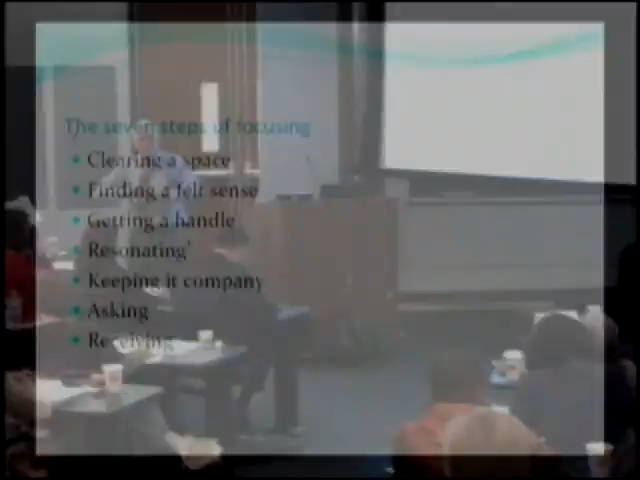 The seven steps of focusing
• Clearing a space
• Finding a felt sense
• Getting a handle
• Resonating'
• Keeping it company
• Asking
• Receiving